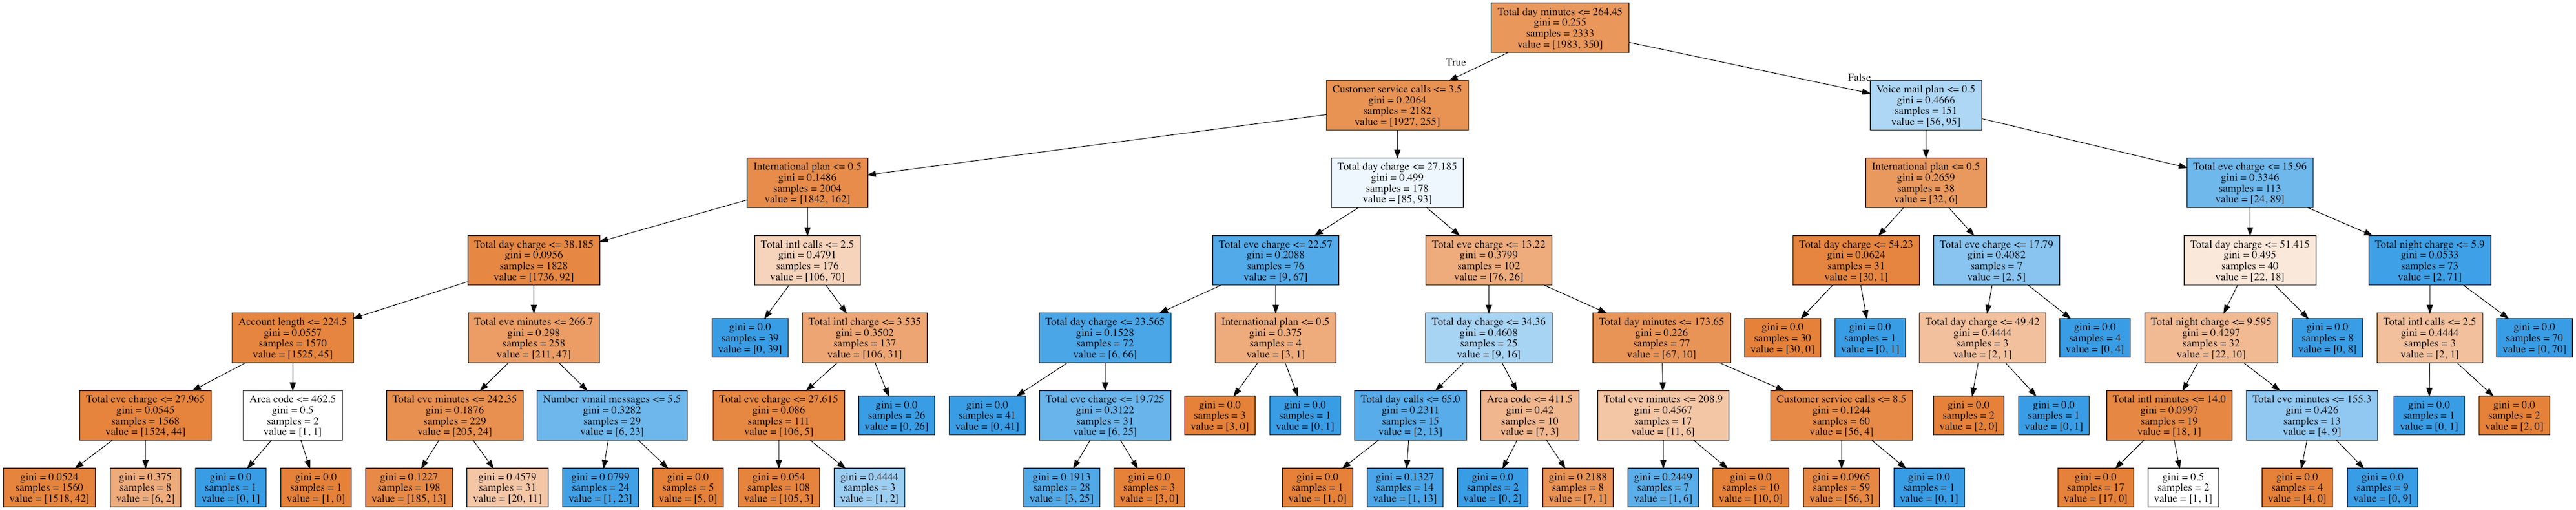 Total day minutes <= 264.45
gini = 0.255
samples = 2333
value = [1983, 350]
True
False
Customer service calls <= 3.5
gini = 0.2064
samples = 2182
value = [1927, 255]
Voice mail plan <= 0.5
gini = 0.4666
samples = 151
value = [56, 95]
International plan <= 0.5
gini = 0.1486
samples = 2004
value = [1842, 162]
Total day charge <= 27.185
gini = 0.499
samples = 178
value = [85, 93]
International plan <= 0.5
gini = 0.2659
samples = 38
value = [32, 6]
Total eve charge <= 15.96
gini = 0.3346
samples = 113
value = [24, 89]
Total day charge <= 38.185
gini = 0.0956
samples = 1828
value = [1736, 92]
Total intl calls <= 2.5
gini = 0.4791
samples = 176
value = [106, 70]
Total eve charge <= 22.57
gini = 0.2088
samples = 76
value = [9, 67]
Total eve charge <= 13.22
gini = 0.3799
samples = 102
value = [76, 26]
Total day charge <= 54.23
gini = 0.0624
samples = 31
value = [30, 1]
Total eve charge <= 17.79
gini = 0.4082
samples = 7
value = [2, 5]
Total day charge <= 51.415
gini = 0.495
samples = 40
value = [22, 18]
Total night charge <= 5.9
gini = 0.0533
samples = 73
value = [2, 71]
Account length <= 224.5
gini = 0.0557
samples = 1570
value = [1525, 45]
Total eve minutes <= 266.7
gini = 0.298
samples = 258
value = [211, 47]
gini = 0.0
samples = 39
value = [0, 39]
Total intl charge <= 3.535
gini = 0.3502
samples = 137
value = [106, 31]
Total day charge <= 23.565
gini = 0.1528
samples = 72
value = [6, 66]
International plan <= 0.5
gini = 0.375
samples = 4
value = [3, 1]
Total day charge <= 34.36
gini = 0.4608
samples = 25
value = [9, 16]
Total day minutes <= 173.65
gini = 0.226
samples = 77
value = [67, 10]
gini = 0.0
samples = 30
value = [30, 0]
gini = 0.0
samples = 1
value = [0, 1]
Total day charge <= 49.42
gini = 0.4444
samples = 3
value = [2, 1]
gini = 0.0
samples = 4
value = [0, 4]
Total night charge <= 9.595
gini = 0.4297
samples = 32
value = [22, 10]
gini = 0.0
samples = 8
value = [0, 8]
Total intl calls <= 2.5
gini = 0.4444
samples = 3
value = [2, 1]
gini = 0.0
samples = 70
value = [0, 70]
Total eve charge <= 27.965
gini = 0.0545
samples = 1568
value = [1524, 44]
Area code <= 462.5
gini = 0.5
samples = 2
value = [1, 1]
Total eve minutes <= 242.35
gini = 0.1876
samples = 229
value = [205, 24]
Number vmail messages <= 5.5
gini = 0.3282
samples = 29
value = [6, 23]
Total eve charge <= 27.615
gini = 0.086
samples = 111
value = [106, 5]
gini = 0.0
samples = 26
value = [0, 26]
gini = 0.0
samples = 41
value = [0, 41]
Total eve charge <= 19.725
gini = 0.3122
samples = 31
value = [6, 25]
gini = 0.0
samples = 3
value = [3, 0]
gini = 0.0
samples = 1
value = [0, 1]
Total day calls <= 65.0
gini = 0.2311
samples = 15
value = [2, 13]
Area code <= 411.5
gini = 0.42
samples = 10
value = [7, 3]
Total eve minutes <= 208.9
gini = 0.4567
samples = 17
value = [11, 6]
Customer service calls <= 8.5
gini = 0.1244
samples = 60
value = [56, 4]
gini = 0.0
samples = 2
value = [2, 0]
gini = 0.0
samples = 1
value = [0, 1]
Total intl minutes <= 14.0
gini = 0.0997
samples = 19
value = [18, 1]
Total eve minutes <= 155.3
gini = 0.426
samples = 13
value = [4, 9]
gini = 0.0
samples = 1
value = [0, 1]
gini = 0.0
samples = 2
value = [2, 0]
gini = 0.0524
samples = 1560
value = [1518, 42]
gini = 0.375
samples = 8
value = [6, 2]
gini = 0.0
samples = 1
value = [0, 1]
gini = 0.0
samples = 1
value = [1, 0]
gini = 0.1227
samples = 198
value = [185, 13]
gini = 0.4579
samples = 31
value = [20, 11]
gini = 0.0799
samples = 24
value = [1, 23]
gini = 0.0
samples = 5
value = [5, 0]
gini = 0.054
samples = 108
value = [105, 3]
gini = 0.4444
samples = 3
value = [1, 2]
gini = 0.1913
samples = 28
value = [3, 25]
gini = 0.0
samples = 3
value = [3, 0]
gini = 0.0
samples = 1
value = [1, 0]
gini = 0.1327
samples = 14
value = [1, 13]
gini = 0.0
samples = 2
value = [0, 2]
gini = 0.2188
samples = 8
value = [7, 1]
gini = 0.2449
samples = 7
value = [1, 6]
gini = 0.0
samples = 10
value = [10, 0]
gini = 0.0965
samples = 59
value = [56, 3]
gini = 0.0
samples = 1
value = [0, 1]
gini = 0.0
samples = 17
value = [17, 0]
gini = 0.5
samples = 2
value = [1, 1]
gini = 0.0
samples = 4
value = [4, 0]
gini = 0.0
samples = 9
value = [0, 9]